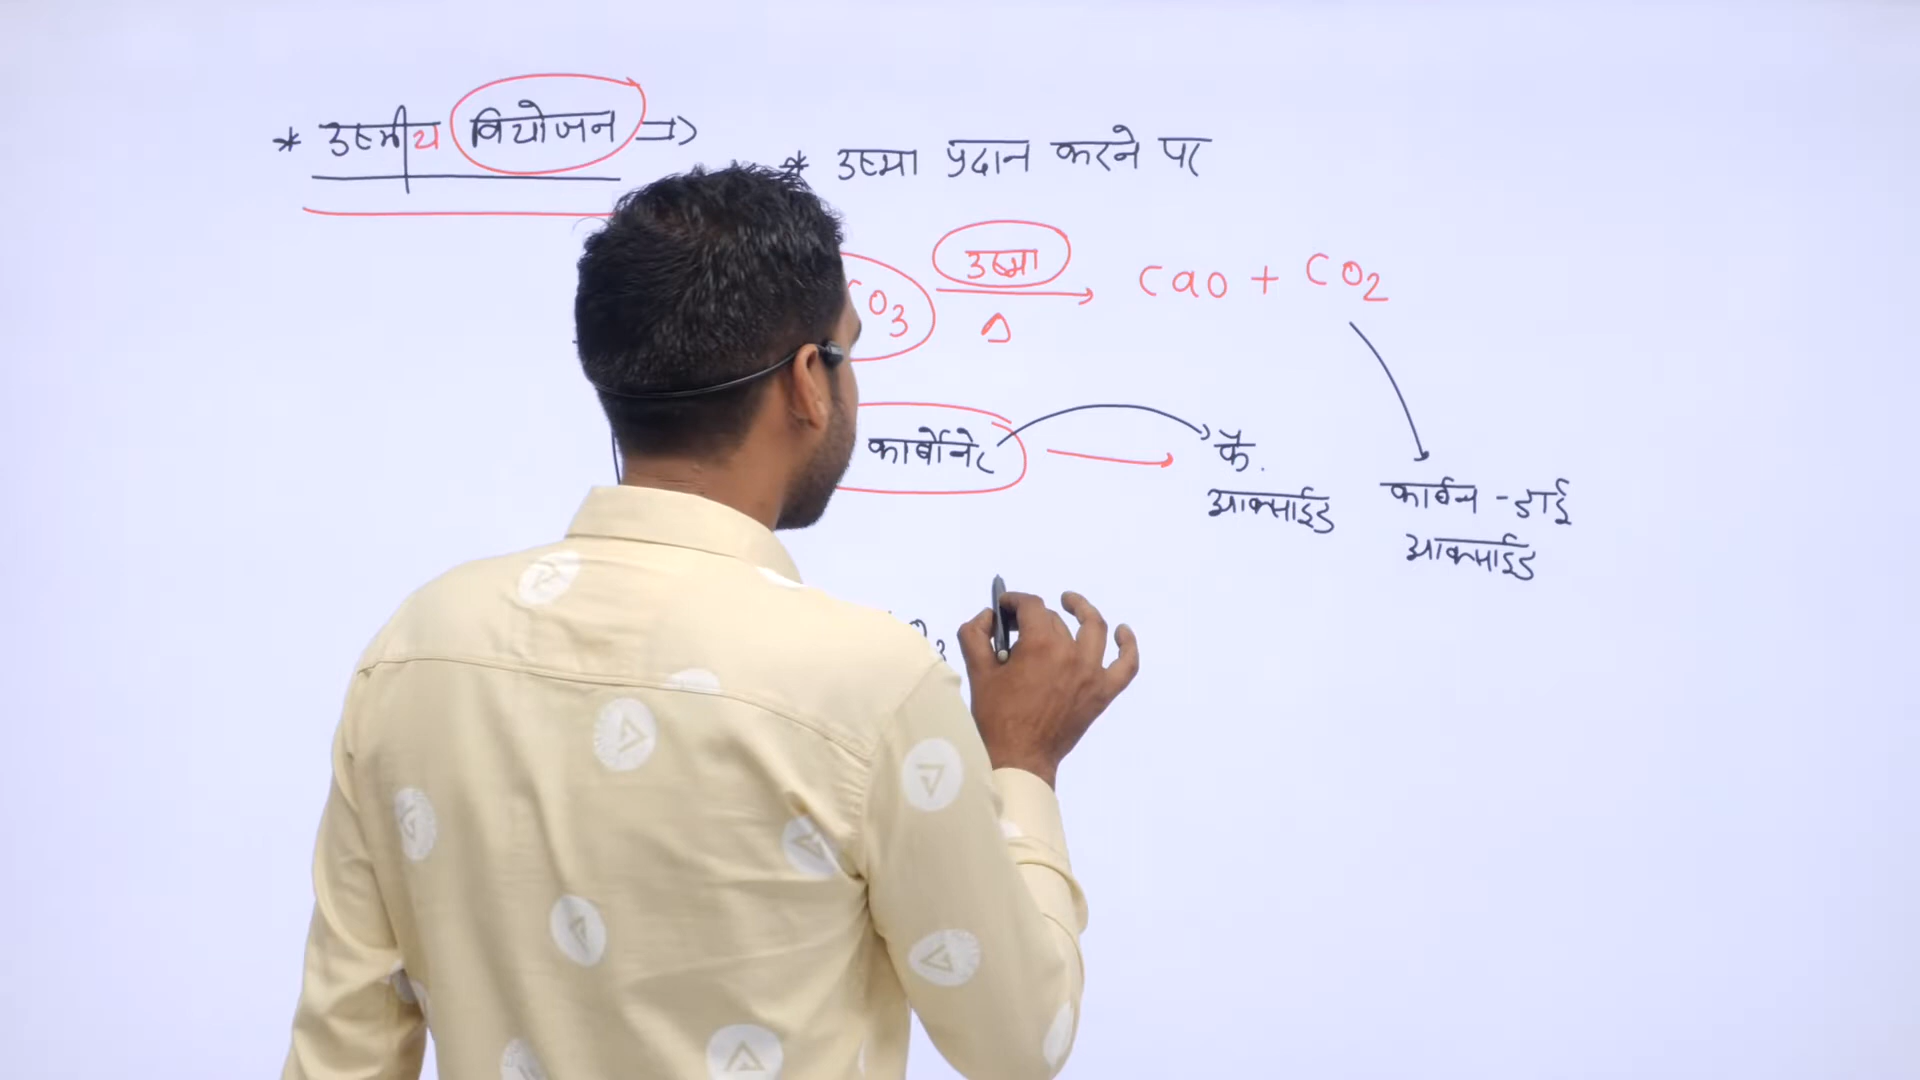 * उष्मीय वियोजन ⇒
* उष्मा प्रदान करने पर
उष्मा
CO3 → CaO + CO2
Δ
कार्बोनेट → कै.
आक्साईड
कार्बन - डाई
आक्साईड